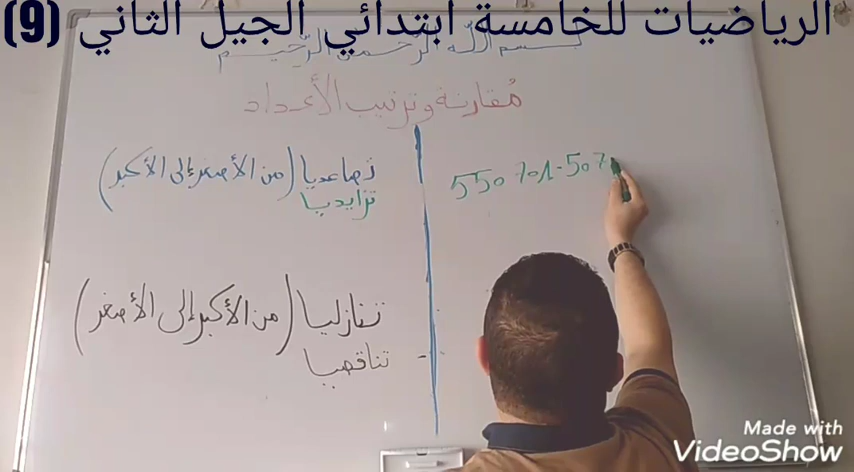 الرياضيات للخامسة ابتدائي الجيل الثاني (9)
بسم الله الرحمن الرحيم
مُقارنة وترتيب الأعداد
تصاعديا (من الأصغر إلى الأكبر)
تزايديا
550 701-507
تنازليا (من الأكبر إلى الأصغر)
تناقصيا
Made with
VideoShow